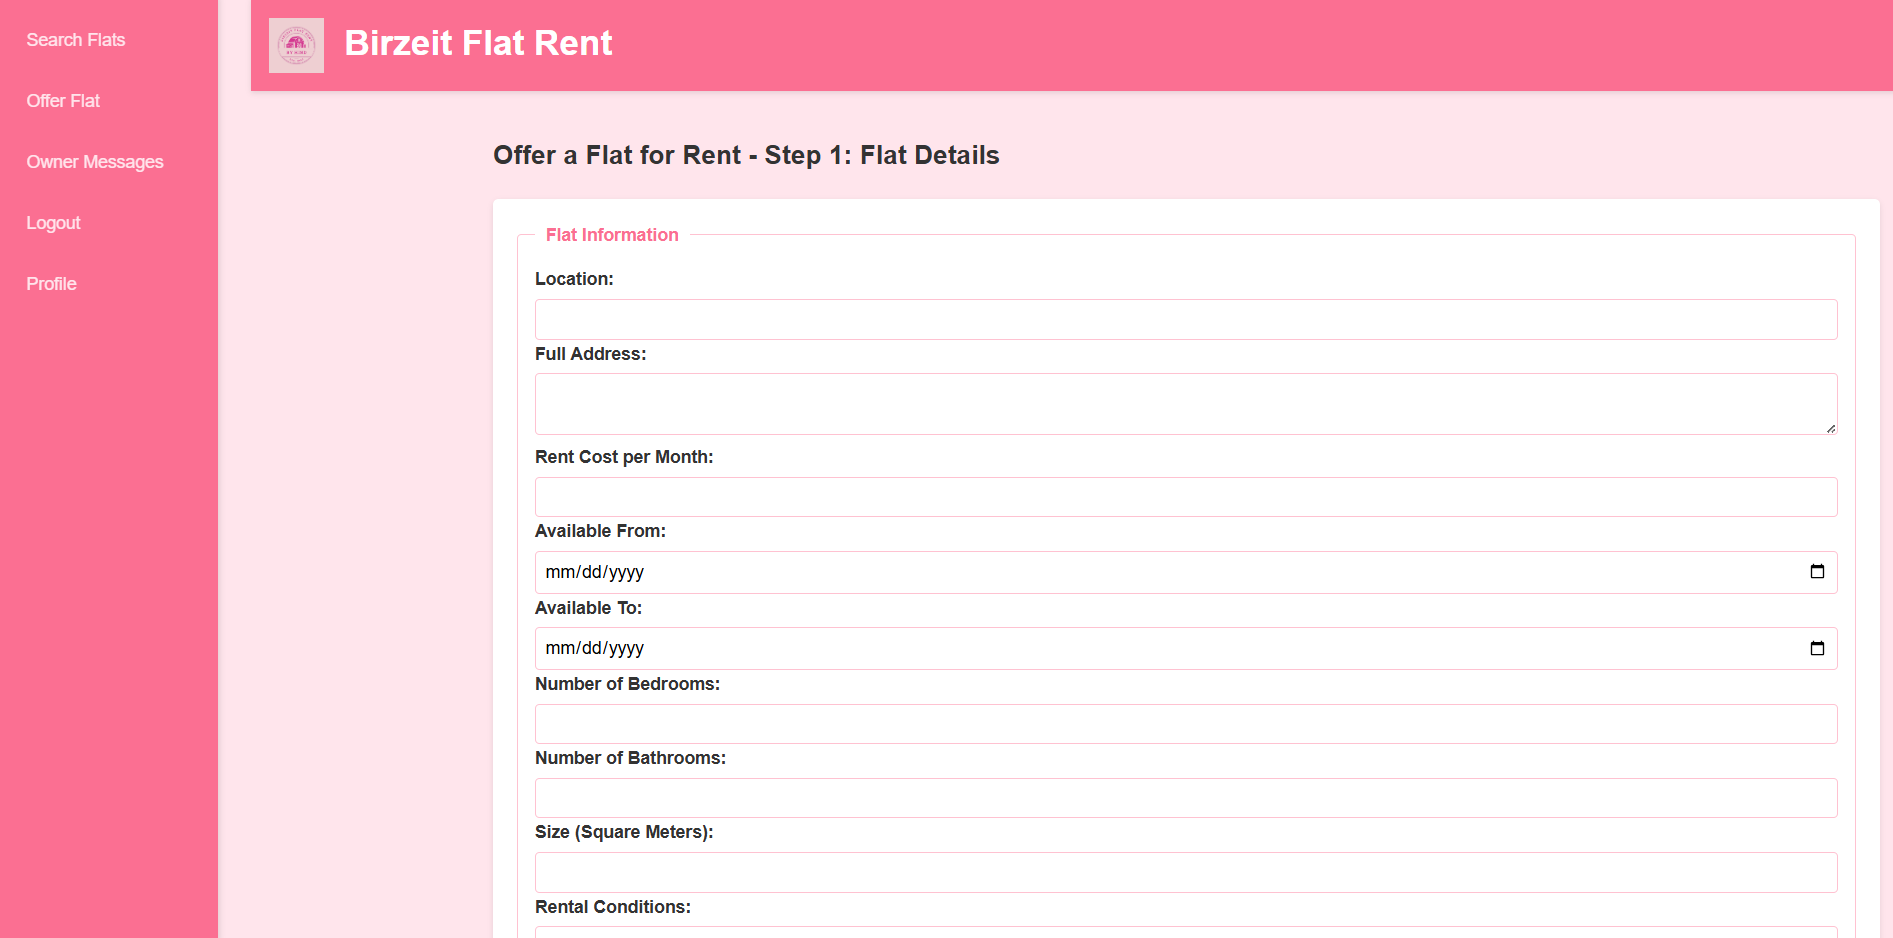 Search Flats
Offer Flat
Owner Messages
Logout
Profile
Birzeit Flat Rent
Offer a Flat for Rent - Step 1: Flat Details
Flat Information
Location:
Full Address:
Rent Cost per Month:
Available From:
mm/dd/yyyy
Available To:
mm/dd/yyyy
Number of Bedrooms:
Number of Bathrooms:
Size (Square Meters):
Rental Conditions: